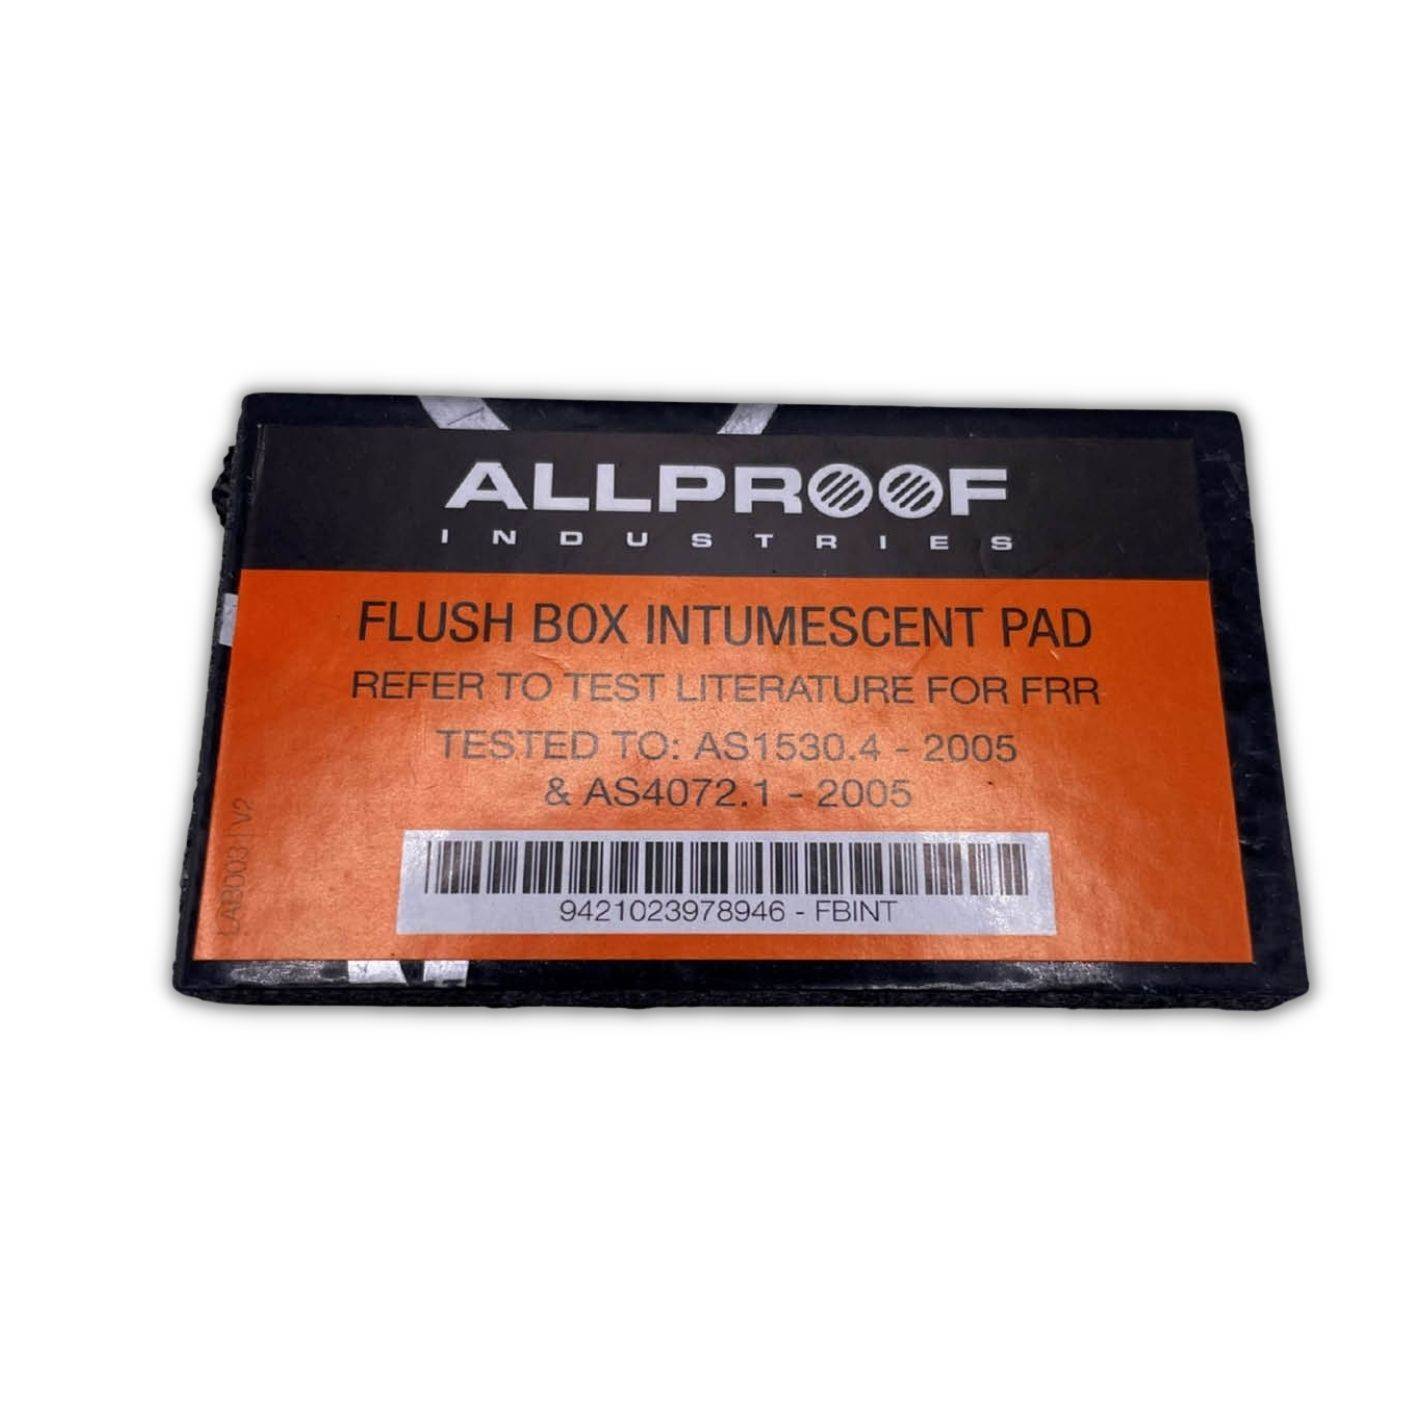 ALLPROOF
INDUSTRIES
FLUSH BOX INTUMESCENT PAD
REFER TO TEST LITERATURE FOR FRR
TESTED TO: AS1530.4 - 2005
& AS4072.1 - 2005
9421023978946 - FBINT
V2